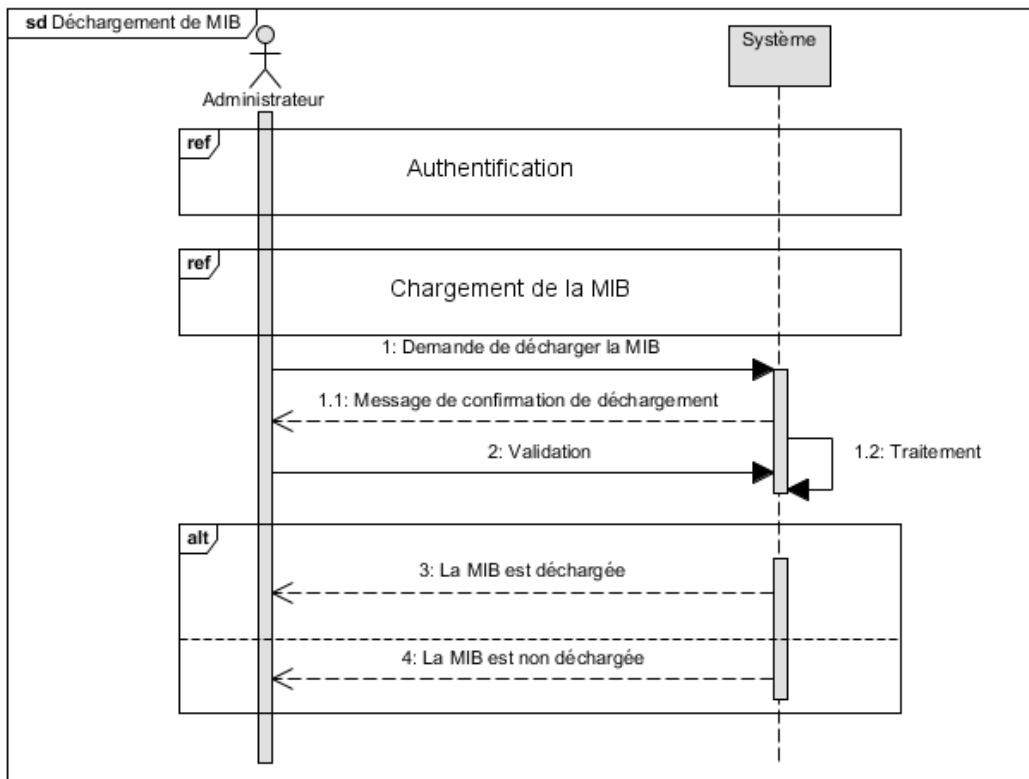 sd Déchargement de MIB
Système
Administrateur
ref
Authentification
ref
Chargement de la MIB
1: Demande de décharger la MIB
1.1: Message de confirmation de déchargement
2: Validation
1.2: Traitement
alt
3: La MIB est déchargée
4: La MIB est non déchargée